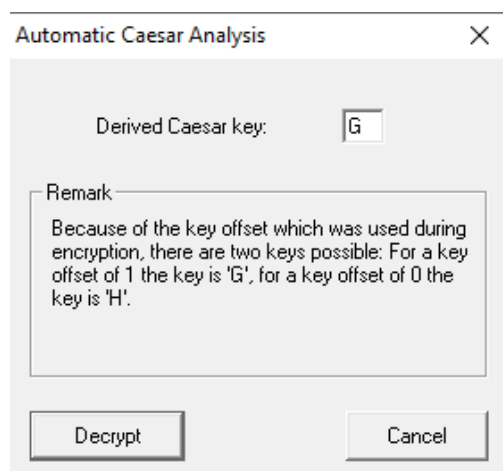 Automatic Caesar Analysis
Derived Caesar key: G
Remark
Because of the key offset which was used during
encryption, there are two keys possible: For a key
offset of 1 the key is 'G', for a key offset of 0 the
key is 'H'.
Decrypt Cancel